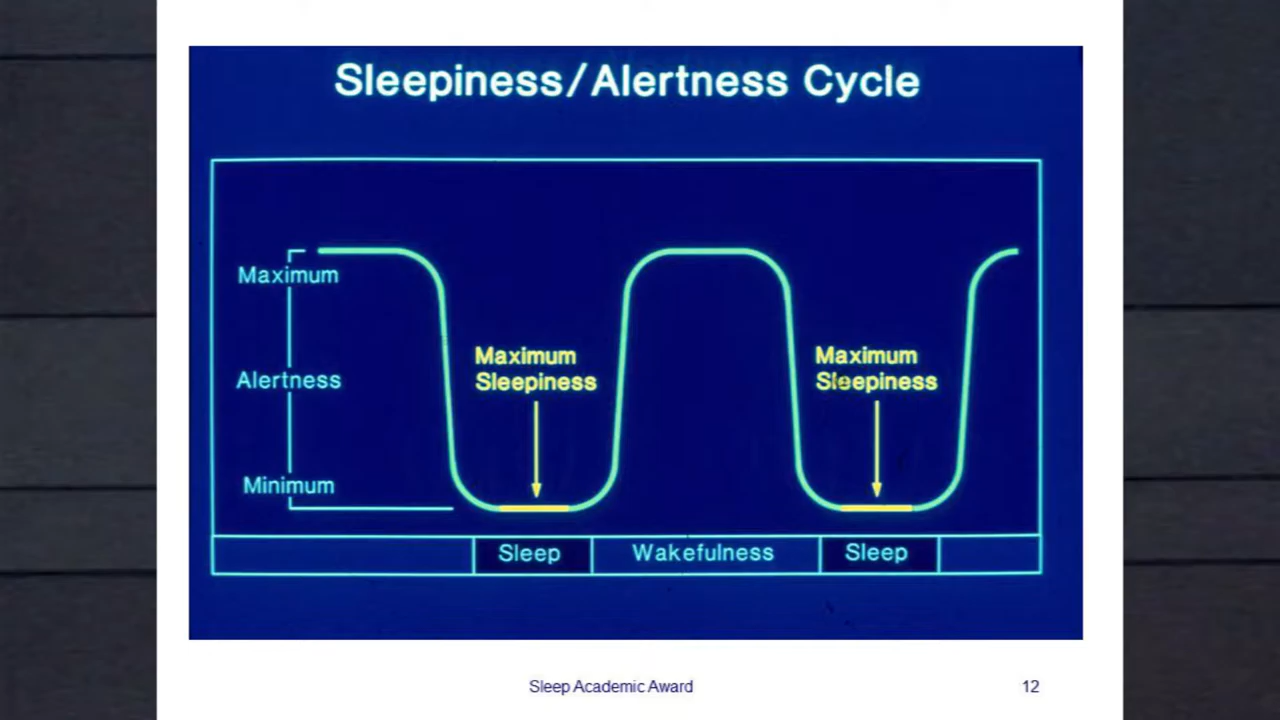 Sleepiness/Alertness Cycle
Maximum
Alertness
Minimum
Maximum
Sleepiness
Maximum
Sleepiness
Sleep
Wakefulness
Sleep
Sleep Academic Award
12